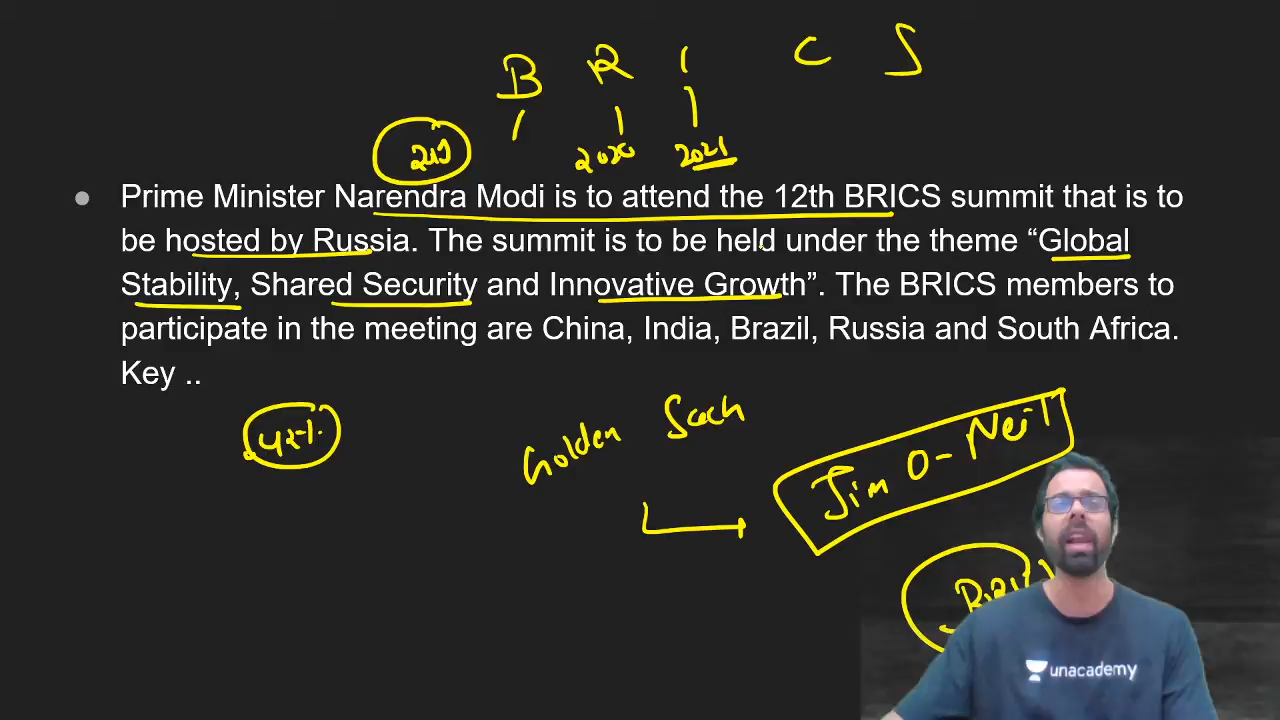 B R I C S
2019 2020 2021
Prime Minister Narendra Modi is to attend the 12th BRICS summit that is to
be hosted by Russia. The summit is to be held under the theme “Global
Stability, Shared Security and Innovative Growth”. The BRICS members to
participate in the meeting are China, India, Brazil, Russia and South Africa.
Key ..
42%
Golden Sach
Jim O-Neil
unacademy